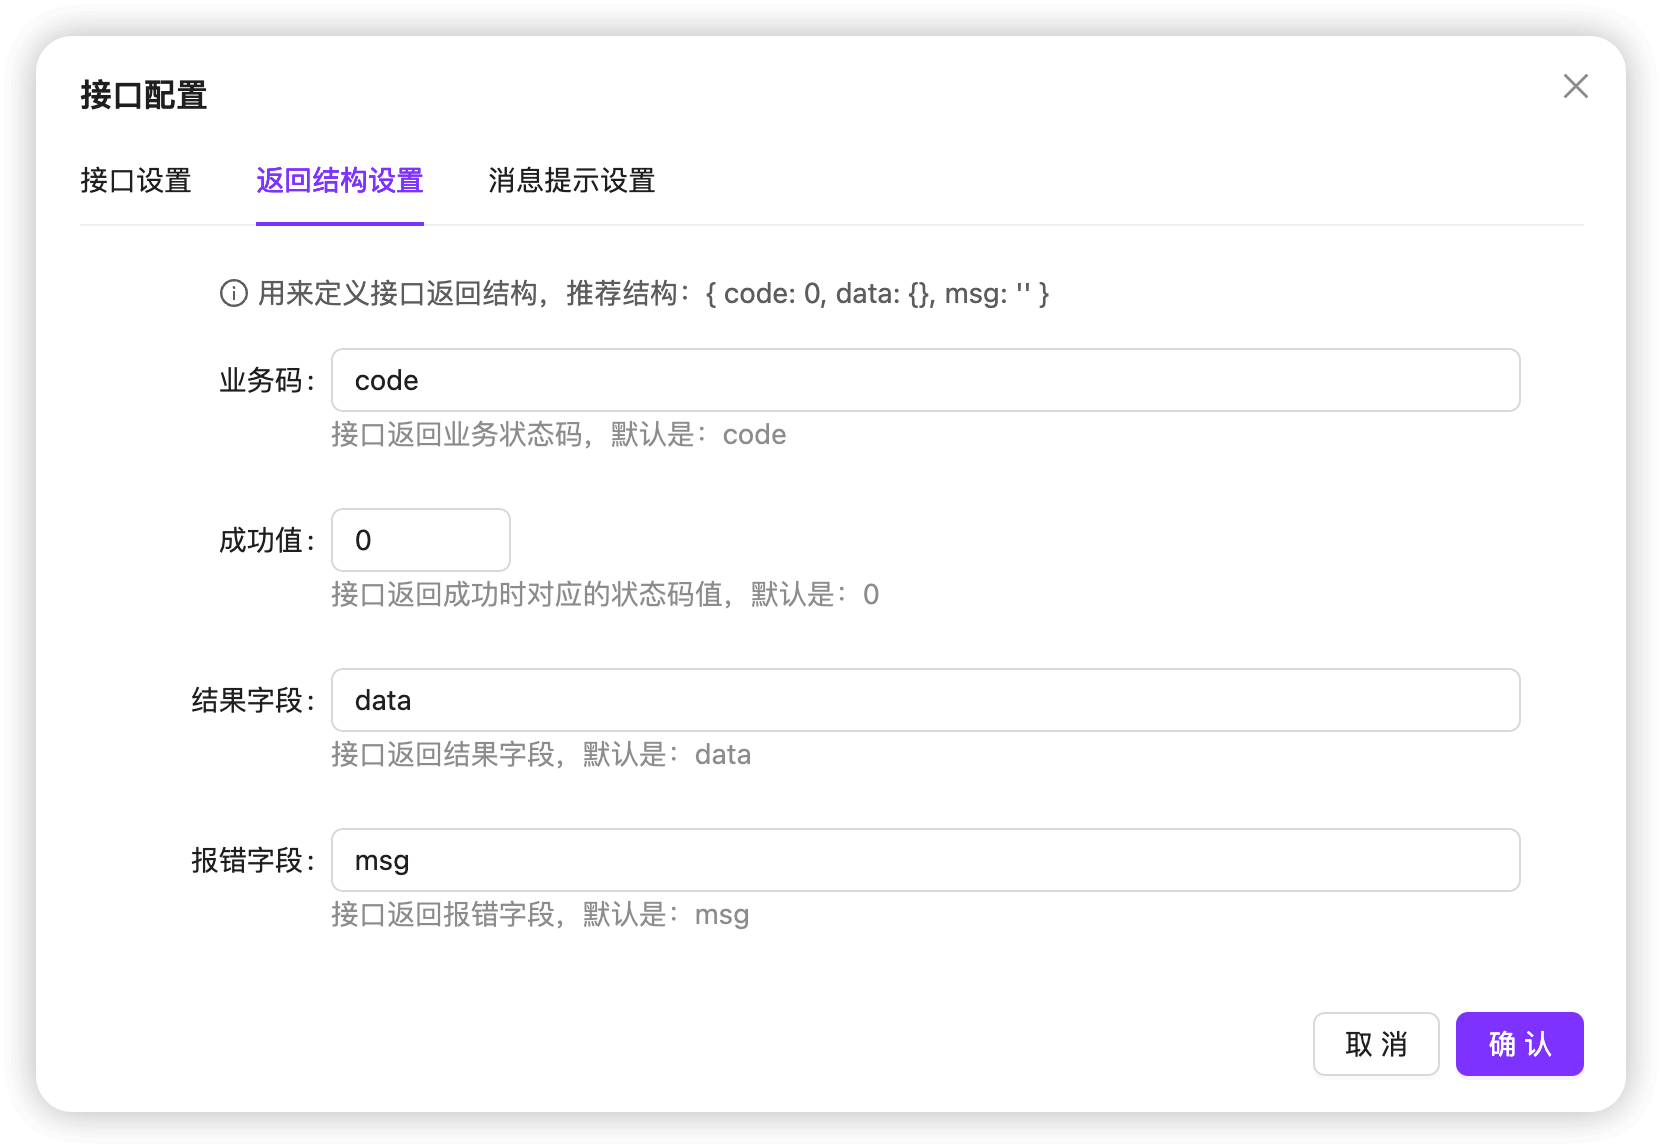 接口配置
接口设置 返回结构设置 消息提示设置
用来定义接口返回结构，推荐结构：{ code: 0, data: {}, msg: '' }
业务码： code
接口返回业务状态码，默认是：code
成功值： 0
接口返回成功时对应的状态码值，默认是：0
结果字段： data
接口返回结果字段，默认是：data
报错字段： msg
接口返回报错字段，默认是：msg
取 消 确 认